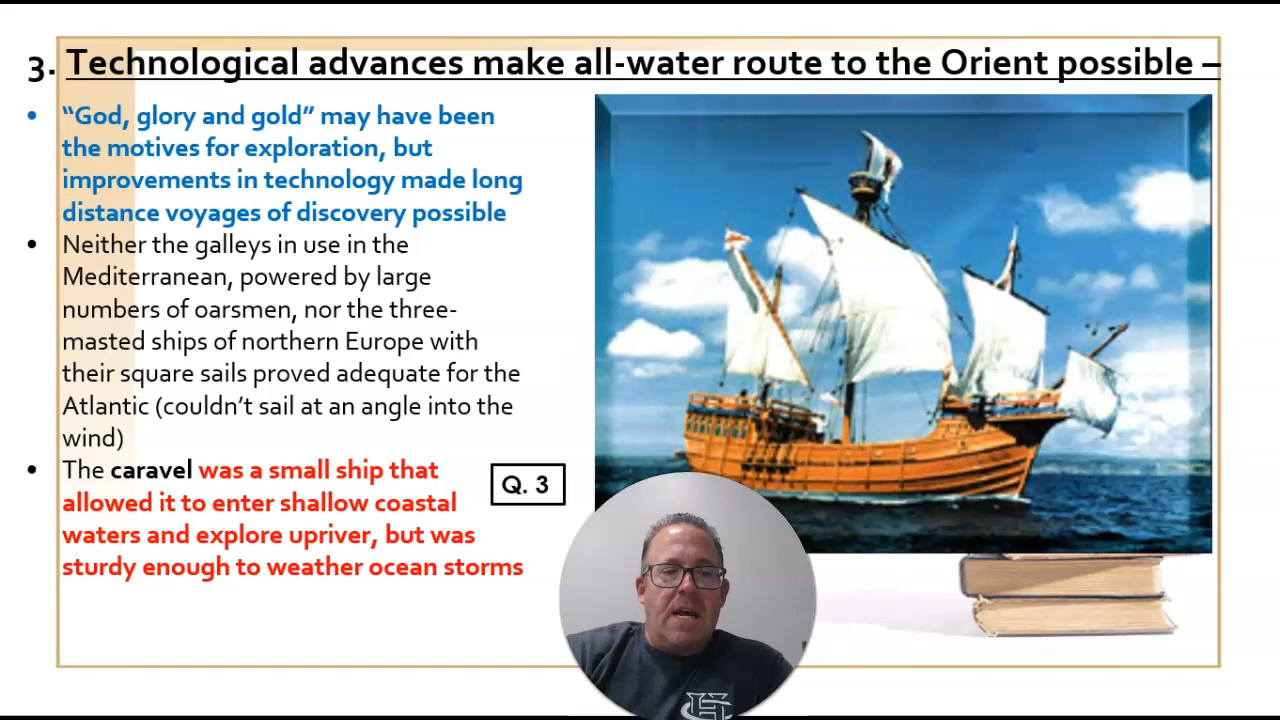 3. Technological advances make all-water route to the Orient possible –
• “God, glory and gold” may have been
the motives for exploration, but
improvements in technology made long
distance voyages of discovery possible
• Neither the galleys in use in the
Mediterranean, powered by large
numbers of oarsmen, nor the three-
masted ships of northern Europe with
their square sails proved adequate for the
Atlantic (couldn’t sail at an angle into the
wind)
• The caravel was a small ship that
allowed it to enter shallow coastal
waters and explore upriver, but was
sturdy enough to weather ocean storms
Q. 3